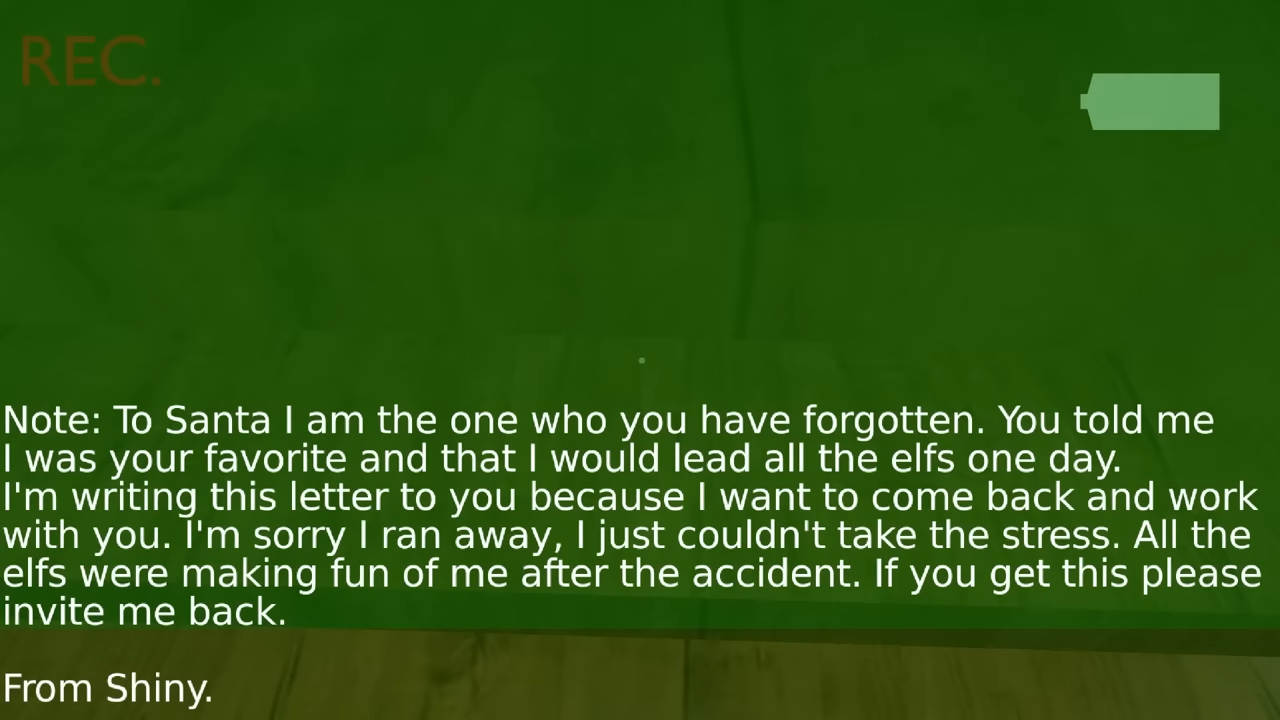 REC.
Note: To Santa I am the one who you have forgotten. You told me
I was your favorite and that I would lead all the elfs one day.
I'm writing this letter to you because I want to come back and work
with you. I'm sorry I ran away, I just couldn't take the stress. All the
elfs were making fun of me after the accident. If you get this please
invite me back.
From Shiny.